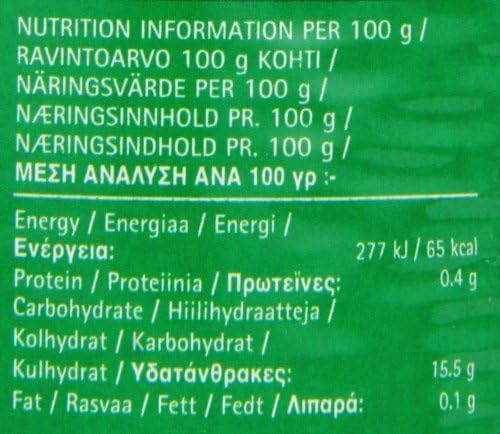 NUTRITION INFORMATION PER 100 g /
RAVINTOARVO 100 g KOHTI /
NÄRINGSVÄRDE PER 100 g /
NÆRINGSINNHOLD PR. 100 g /
NÆRINGSINDHOLD PR. 100 g /
ΜΕΣΗ ΑΝΑΛΥΣΗ ΑΝΑ 100 γρ :-
Energy / Energiaa / Energi /
Ενέργεια: 277 kJ / 65 kcal
Protein / Proteiinia / Πρωτεϊνες: 0.4 g
Carbohydrate / Hiilihydraatteja /
Kolhydrat / Karbohydrat /
Kulhydrat / Υδατάνθρακες: 15.5 g
Fat / Rasvaa / Fett / Fedt / Λιπαρά: 0.1 g